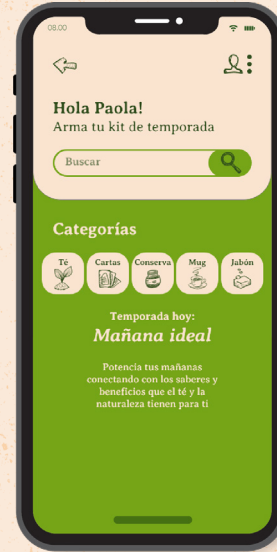 08.00
Hola Paola!
Arma tu kit de temporada
Buscar
Categorías
Té Cartas Conserva Mug Jabón
Temporada hoy:
Mañana ideal
Potencia tus mañanas
conectando con los saberes y
beneficios que el té y la
naturaleza tienen para ti